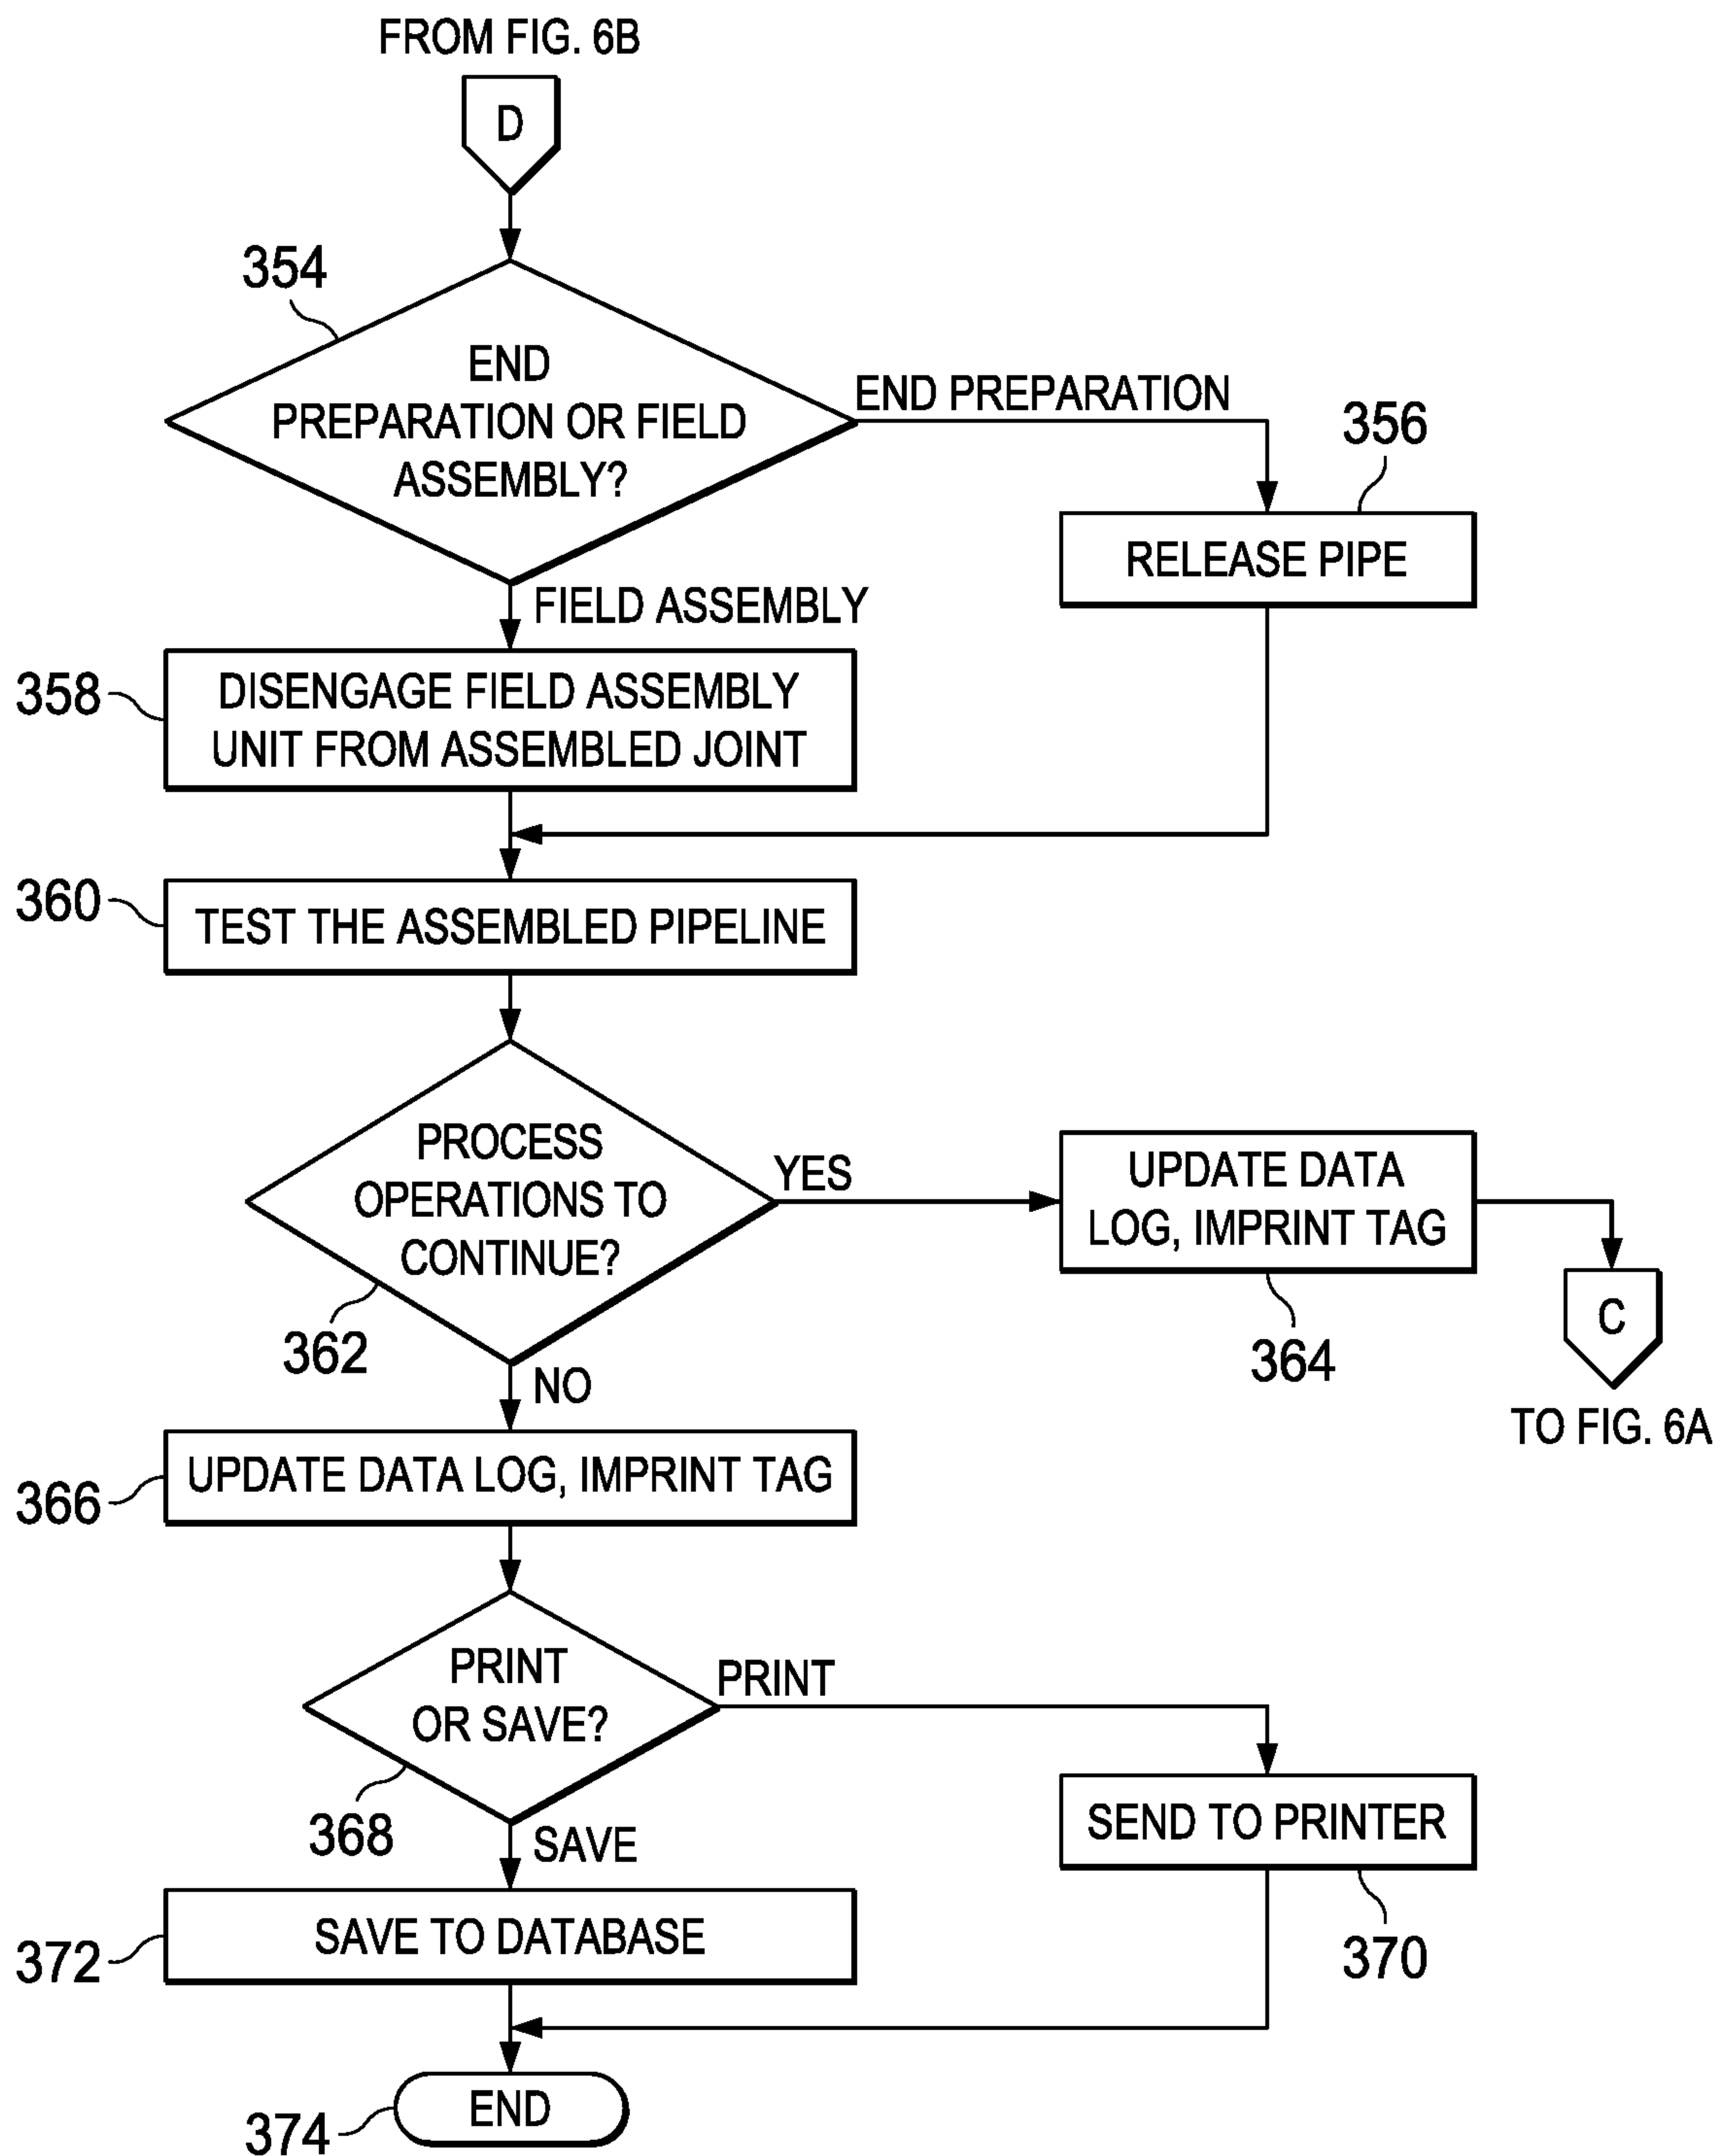 FROM FIG. 6B
D
354
END
PREPARATION OR FIELD
ASSEMBLY?
END PREPARATION
356
RELEASE PIPE
FIELD ASSEMBLY
358
DISENGAGE FIELD ASSEMBLY
UNIT FROM ASSEMBLED JOINT
360
TEST THE ASSEMBLED PIPELINE
PROCESS
OPERATIONS TO
CONTINUE?
362
YES
UPDATE DATA
LOG, IMPRINT TAG
364
C
TO FIG. 6A
NO
366
UPDATE DATA LOG, IMPRINT TAG
PRINT
OR SAVE?
368
PRINT
SEND TO PRINTER
370
SAVE
372
SAVE TO DATABASE
374
END